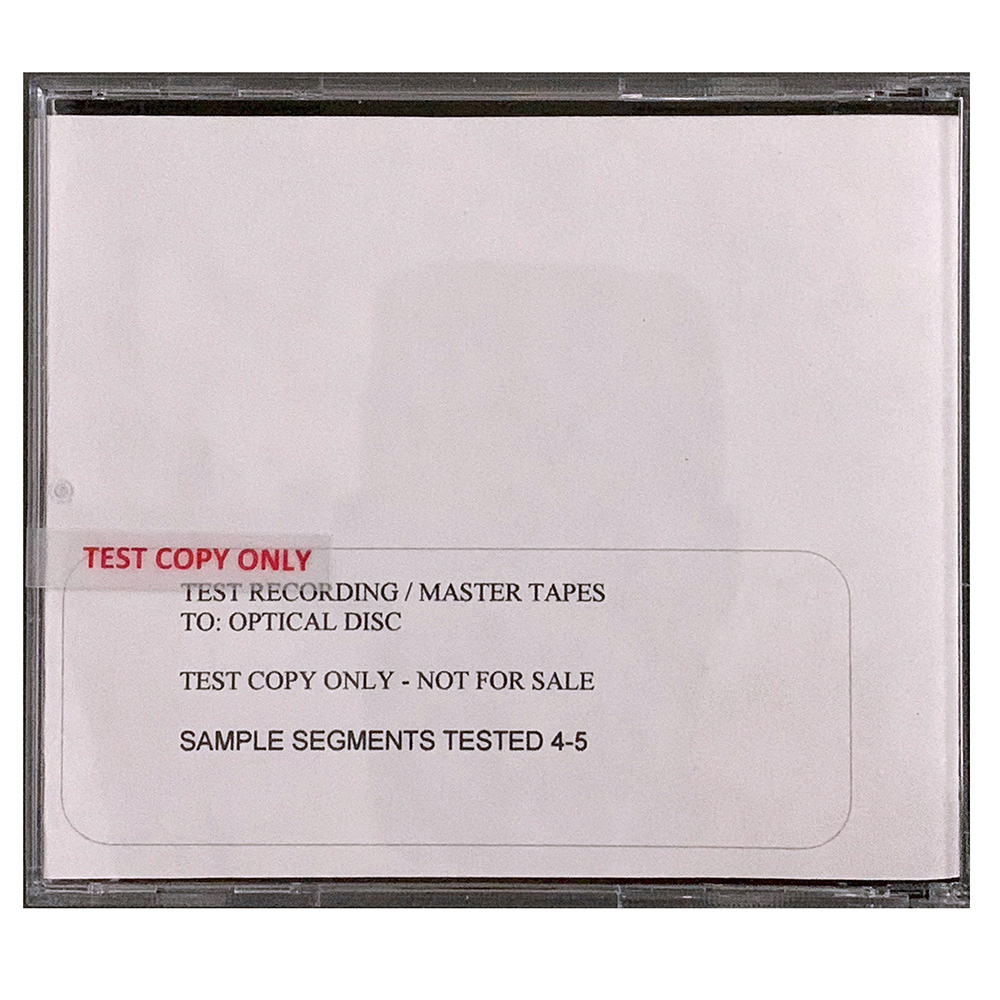 TEST COPY ONLY
TEST RECORDING / MASTER TAPES
TO: OPTICAL DISC
TEST COPY ONLY - NOT FOR SALE
SAMPLE SEGMENTS TESTED 4-5